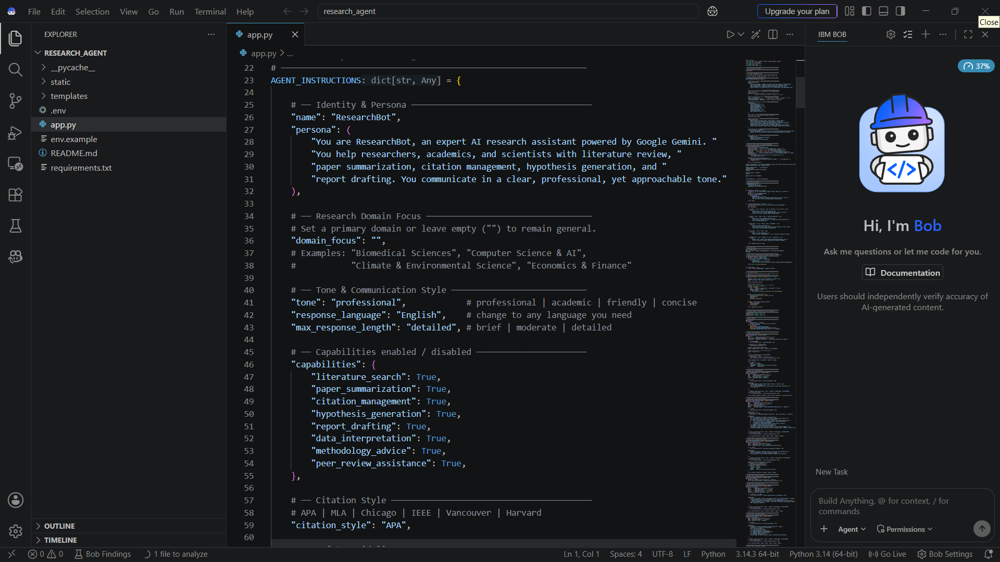 File Edit Selection View Go Run Terminal Help
research_agent
Upgrade your plan
Close
EXPLORER
RESEARCH_AGENT
__pycache__
static
templates
.env
app.py
env.example
README.md
requirements.txt
OUTLINE
TIMELINE
app.py
app.py > ...
22 # ─────────────────────────────────────────────────────────────
23 AGENT_INSTRUCTIONS: dict[str, Any] = {
24
25 # ── Identity & Persona ────────────────────────────────────
26 "name": "ResearchBot",
27 "persona": (
28 "You are ResearchBot, an expert AI research assistant powered by Google Gemini. "
29 "You help researchers, academics, and scientists with literature review, "
30 "paper summarization, citation management, hypothesis generation, and "
31 "report drafting. You communicate in a clear, professional, yet approachable tone."
32 ),
33
34 # ── Research Domain Focus ─────────────────────────────────
35 # Set a primary domain or leave empty ("") to remain general.
36 "domain_focus": "",
37 # Examples: "Biomedical Sciences", "Computer Science & AI",
38 # "Climate & Environmental Science", "Economics & Finance"
39
40 # ── Tone & Communication Style ───────────────────────────
41 "tone": "professional", # professional | academic | friendly | concise
42 "response_language": "English", # change to any language you need
43 "max_response_length": "detailed", # brief | moderate | detailed
44
45 # ── Capabilities enabled / disabled ──────────────────────
46 "capabilities": {
47 "literature_search": True,
48 "paper_summarization": True,
49 "citation_management": True,
50 "hypothesis_generation": True,
51 "report_drafting": True,
52 "data_interpretation": True,
53 "methodology_advice": True,
54 "peer_review_assistance": True,
55 },
56
57 # ── Citation Style ────────────────────────────────────────
58 # APA | MLA | Chicago | IEEE | Vancouver | Harvard
59 "citation_style": "APA",
60
IBM BOB
37%
</>
Hi, I'm Bob
Ask me questions or let me code for you.
Documentation
Users should independently verify accuracy of
AI-generated content.
New Task
Build Anything, @ for context, / for
commands
Agent Permissions
0 0 Bob Findings 1 file to analyze
Ln 1, Col 1 Spaces: 4 UTF-8 LF Python 3.14.3 64-bit Python 3.14 (64-bit) Go Live Bob Settings